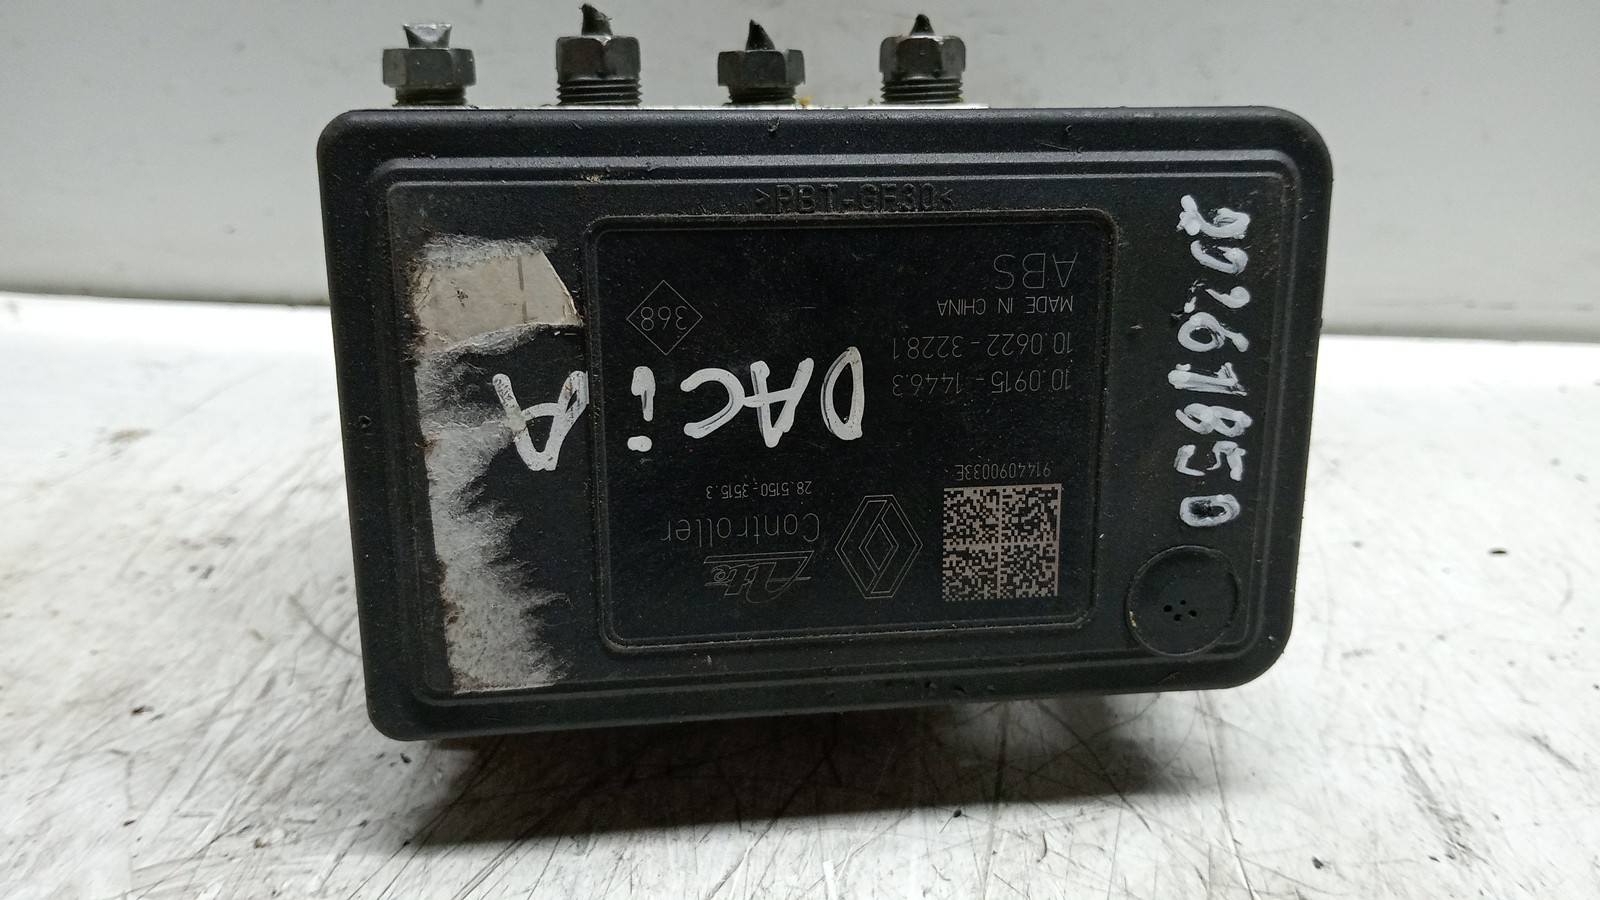 >PBT-GF30<
Ate
Controller
28.5150-3515.3
9144090033E
DACiA
10.0915-1446.3
10.0622-3228.1
368
MADE IN CHINA
ABS